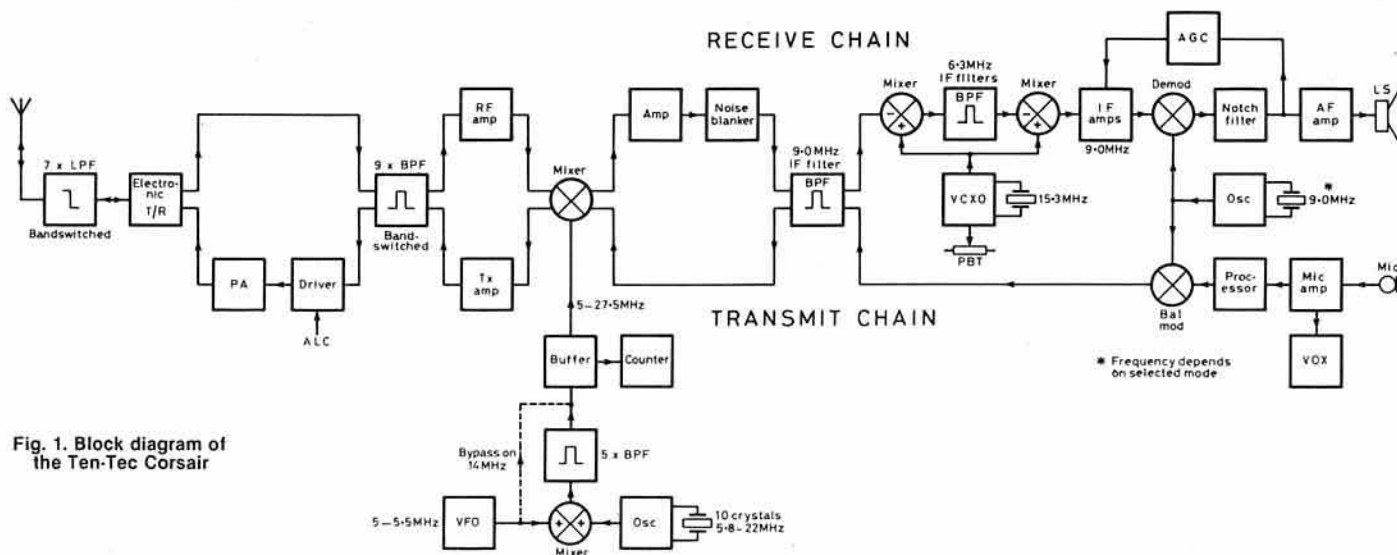 RECEIVE CHAIN
AGC
7 x LPF
Bandswitched
Electro-
nic
T/R
PA
Driver
ALC
9 x BPF
Band-
switched
RF
amp
Tx
amp
Mixer
5–27·5MHz
Amp
Noise
blanker
9·0MHz
IF filter
BPF
Mixer
6·3MHz
IF filters
BPF
Mixer
VCXO
15·3MHz
PBT
IF
amps
9·0MHz
Demod
Notch
filter
AF
amp
LS
Osc
*
9·0MHz
Bal
mod
Proc-
essor
Mic
amp
Mic
VOX
TRANSMIT CHAIN
* Frequency depends
on selected mode
Buffer
Counter
Bypass on
14MHz
5 x BPF
5–5·5MHz
VFO
Mixer
Osc
10 crystals
5·8–22MHz
Fig. 1. Block diagram of
the Ten-Tec Corsair